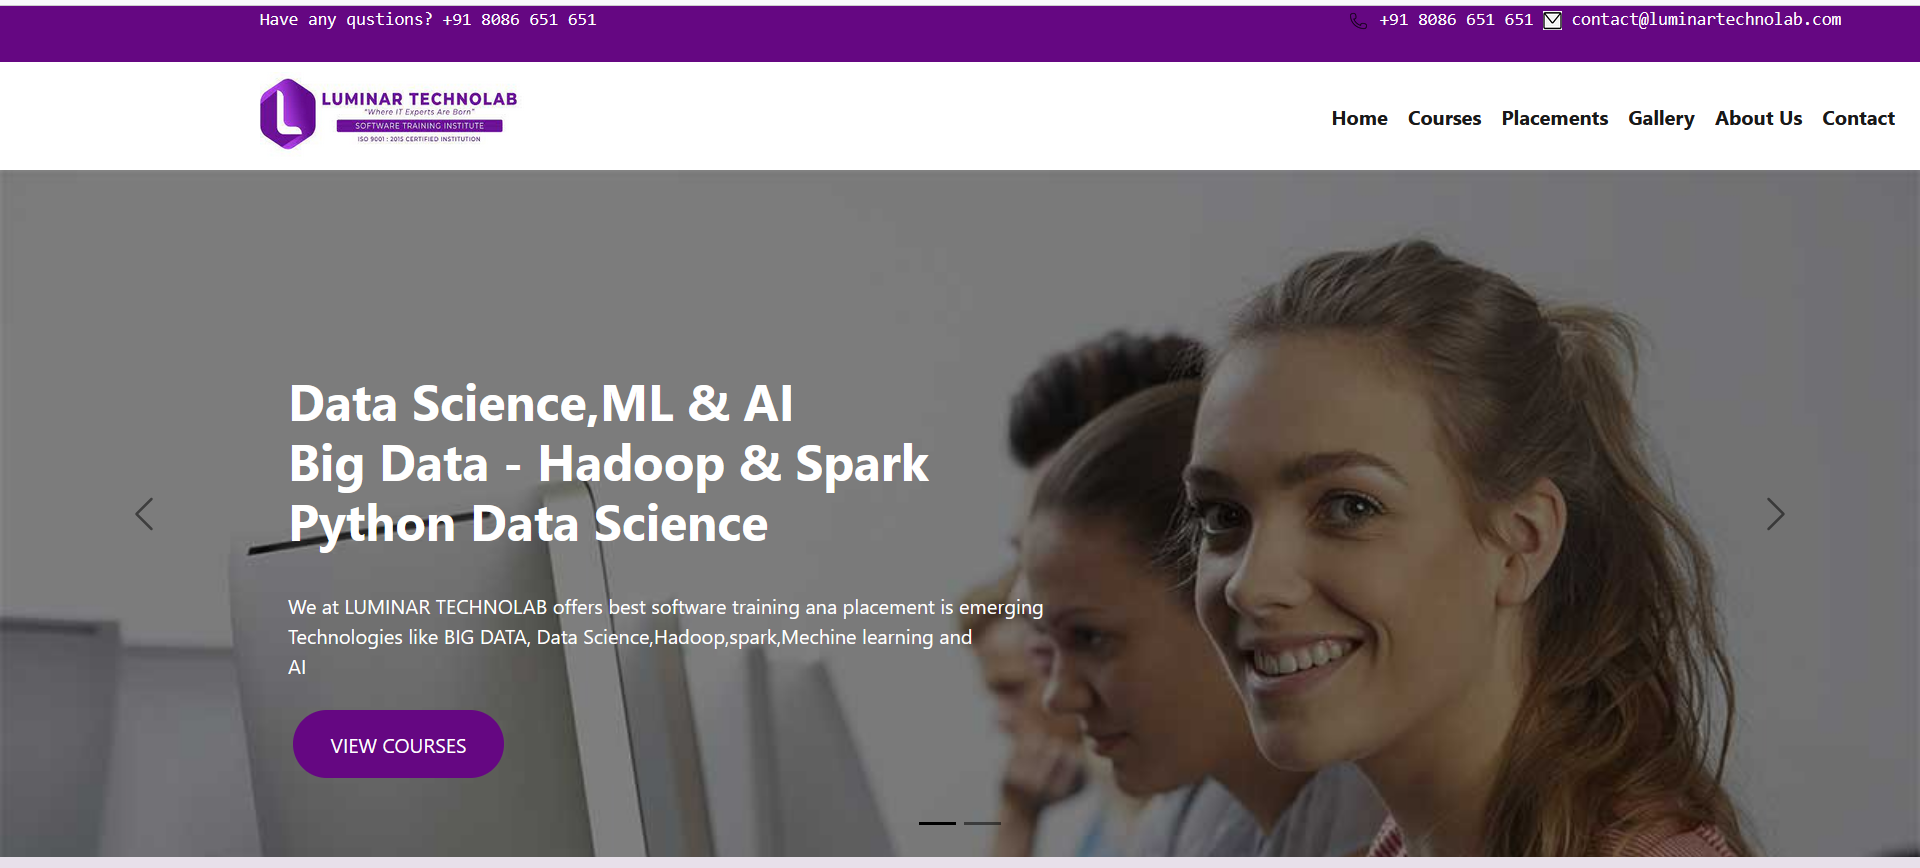 Have any qustions? +91 8086 651 651
+91 8086 651 651 contact@luminartechnolab.com
LUMINAR TECHNOLAB
"Where IT Experts Are Born"
SOFTWARE TRAINING INSTITUTE
ISO 9001 : 2015 CERTIFIED INSTITUTION
Home Courses Placements Gallery About Us Contact
Data Science,ML & AI
Big Data - Hadoop & Spark
Python Data Science
We at LUMINAR TECHNOLAB offers best software training ana placement is emerging
Technologies like BIG DATA, Data Science,Hadoop,spark,Mechine learning and
AI
VIEW COURSES